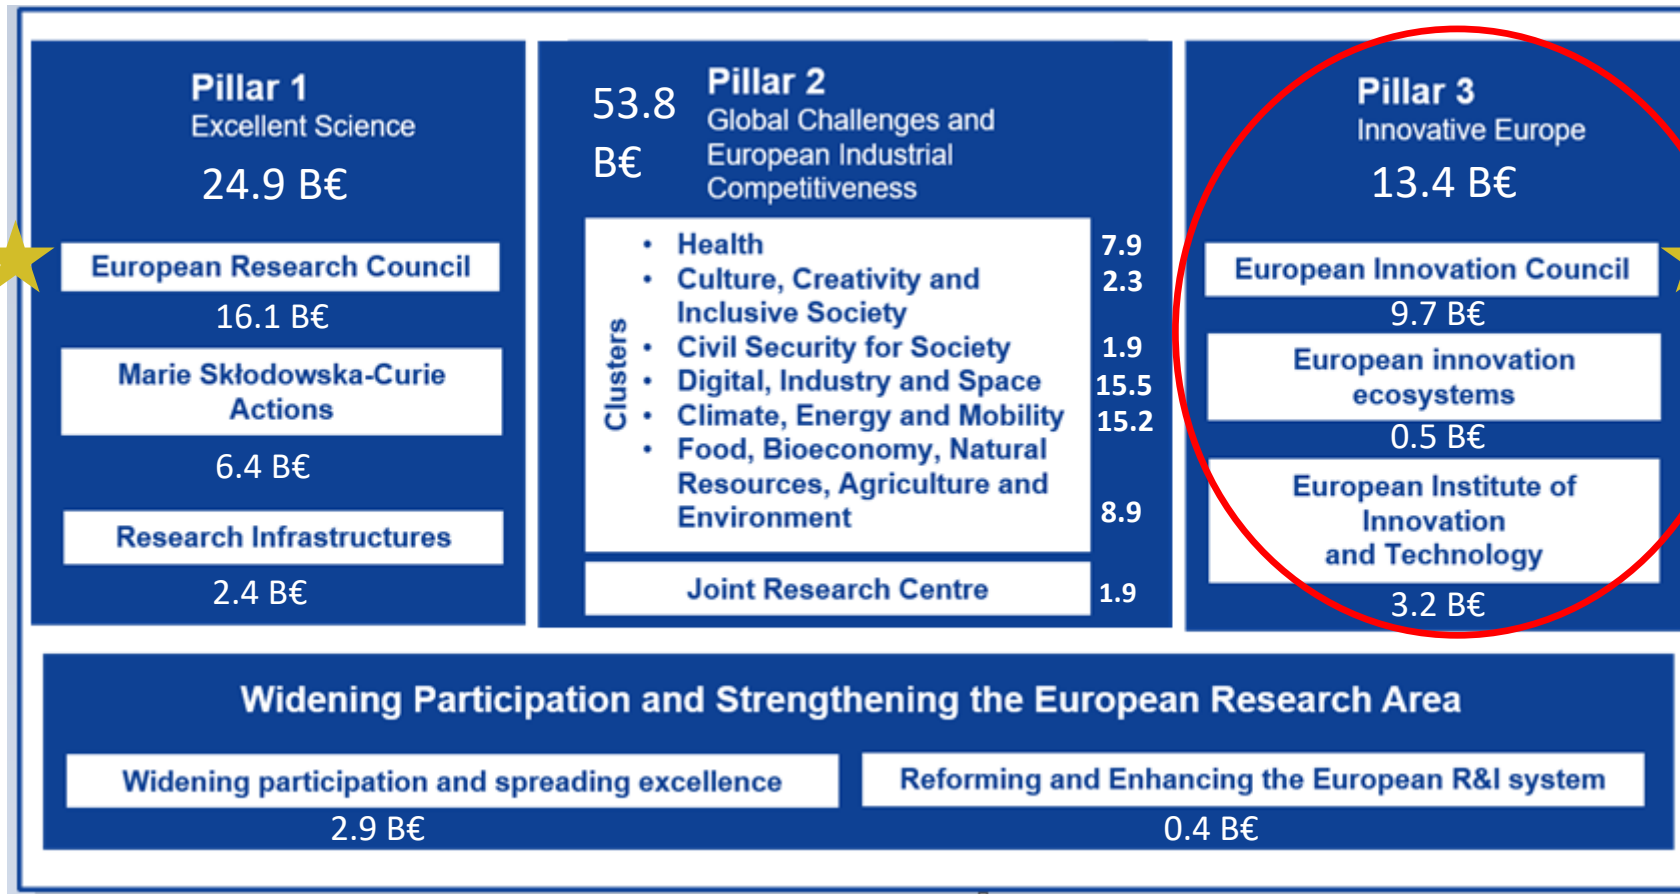 Pillar 1
Excellent Science
24.9 B€
European Research Council
16.1 B€
Marie Skłodowska-Curie
Actions
6.4 B€
Research Infrastructures
2.4 B€
53.8
B€
Pillar 2
Global Challenges and
European Industrial
Competitiveness
Clusters
• Health 7.9
• Culture, Creativity and 2.3
Inclusive Society
• Civil Security for Society 1.9
• Digital, Industry and Space 15.5
• Climate, Energy and Mobility 15.2
• Food, Bioeconomy, Natural
Resources, Agriculture and
Environment 8.9
Joint Research Centre 1.9
Pillar 3
Innovative Europe
13.4 B€
European Innovation Council
9.7 B€
European innovation
ecosystems
0.5 B€
European Institute of
Innovation
and Technology
3.2 B€
Widening Participation and Strengthening the European Research Area
Widening participation and spreading excellence
2.9 B€
Reforming and Enhancing the European R&I system
0.4 B€